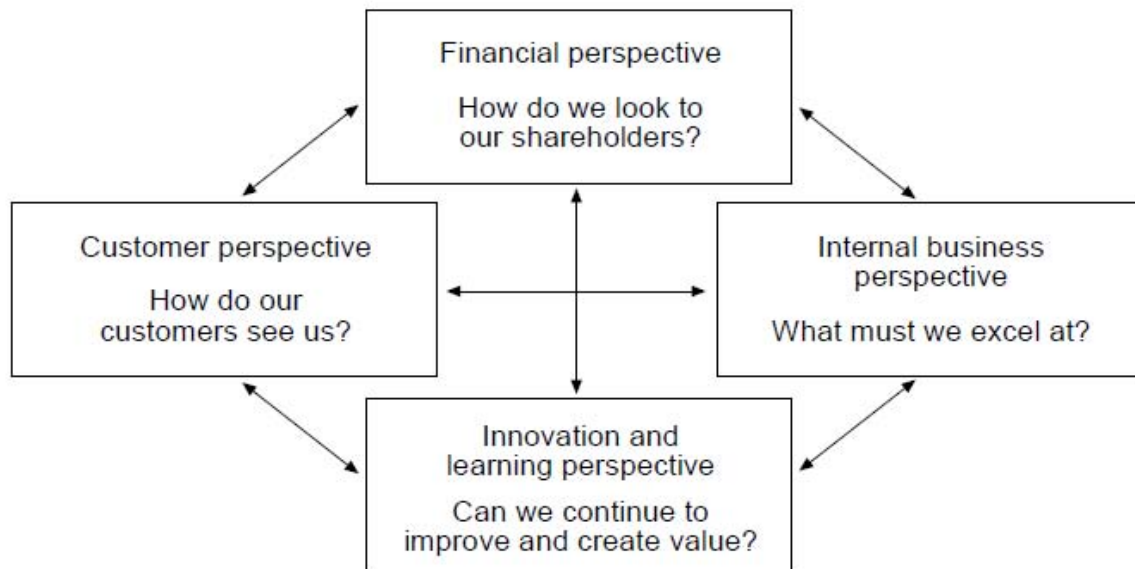 Financial perspective
How do we look to
our shareholders?
Customer perspective
How do our
customers see us?
Internal business
perspective
What must we excel at?
Innovation and
learning perspective
Can we continue to
improve and create value?